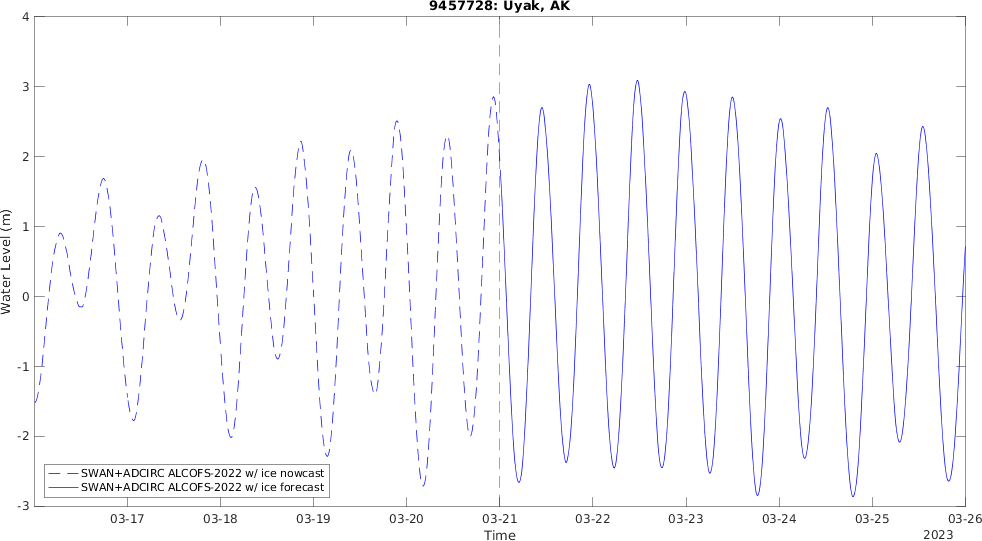 9457728: Uyak, AK
4
3
2
1
0
-1
-2
-3
Water Level (m)
SWAN+ADCIRC ALCOFS-2022 w/ ice nowcast
SWAN+ADCIRC ALCOFS-2022 w/ ice forecast
03-17 03-18 03-19 03-20 03-21 03-22 03-23 03-24 03-25 03-26
Time
2023